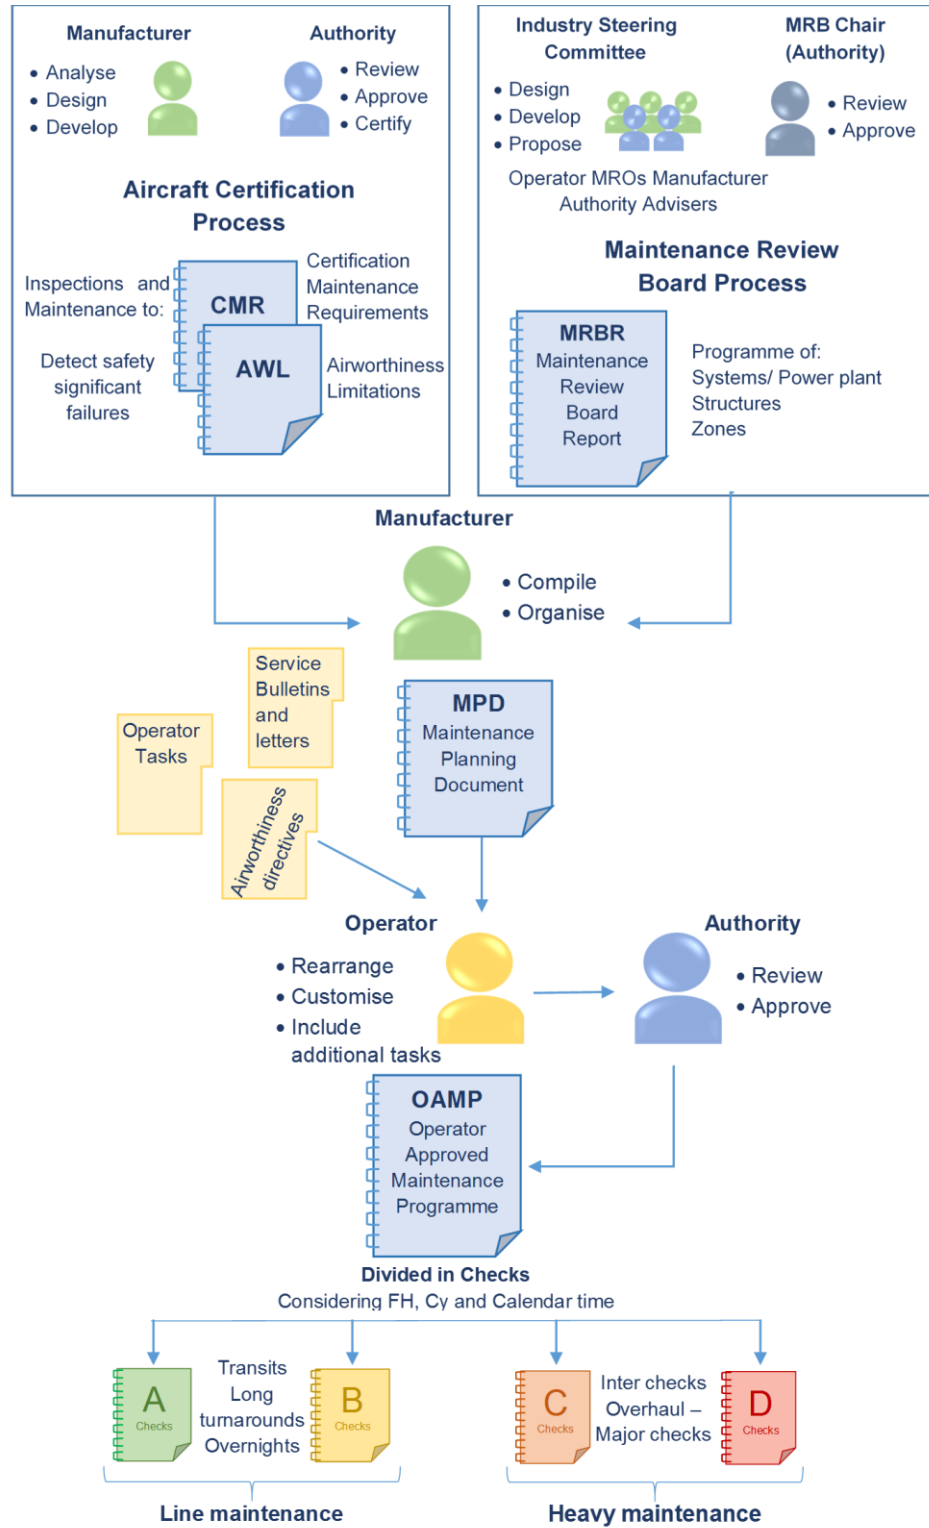 Manufacturer
• Analyse
• Design
• Develop
Authority
• Review
• Approve
• Certify
Aircraft Certification
Process
Inspections and
Maintenance to:
Detect safety
significant
failures
CMR
AWL
Certification
Maintenance
Requirements
Airworthiness
Limitations
Industry Steering
Committee
• Design
• Develop
• Propose
MRB Chair
(Authority)
• Review
• Approve
Operator MROs Manufacturer
Authority Advisers
Maintenance Review
Board Process
MRBR
Maintenance
Review
Board
Report
Programme of:
Systems/ Power plant
Structures
Zones
Manufacturer
• Compile
• Organise
Service
Bulletins
and
letters
Operator
Tasks
Airworthiness
directives
MPD
Maintenance
Planning
Document
Operator
• Rearrange
• Customise
• Include
additional tasks
Authority
• Review
• Approve
OAMP
Operator
Approved
Maintenance
Programme
Divided in Checks
Considering FH, Cy and Calendar time
A
Checks
Transits
Long
turnarounds
Overnights
B
Checks
C
Checks
Inter checks
Overhaul –
Major checks
D
Checks
Line maintenance
Heavy maintenance